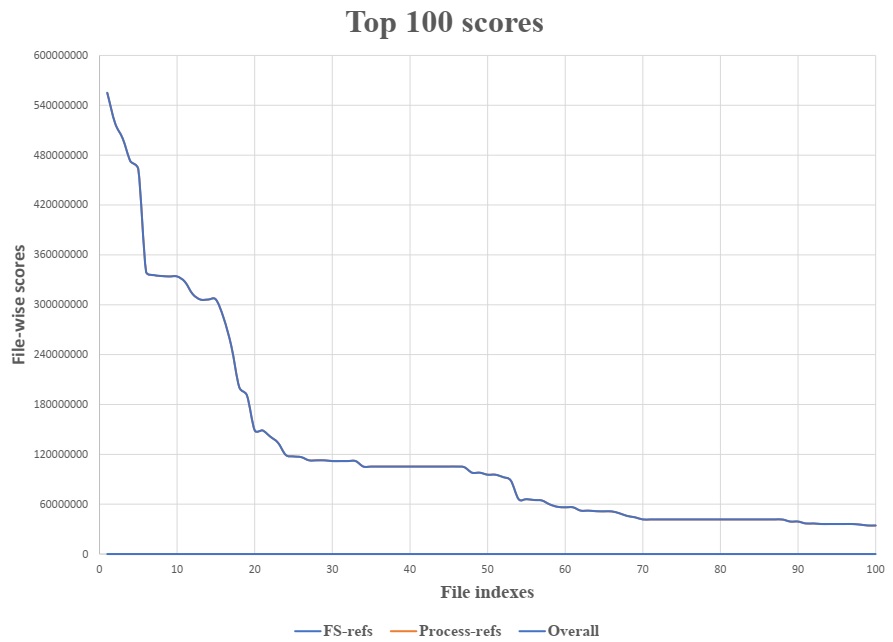 Top 100 scores
600000000
540000000
480000000
420000000
360000000
300000000
240000000
180000000
120000000
60000000
0
File-wise scores
0 10 20 30 40 50 60 70 80 90 100
File indexes
FS-refs Process-refs Overall